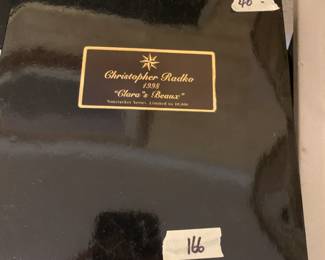 40 -
Christopher Radko
1998
"Clara's Beaux"
Nutcracker Series, Limited to 10,000
166